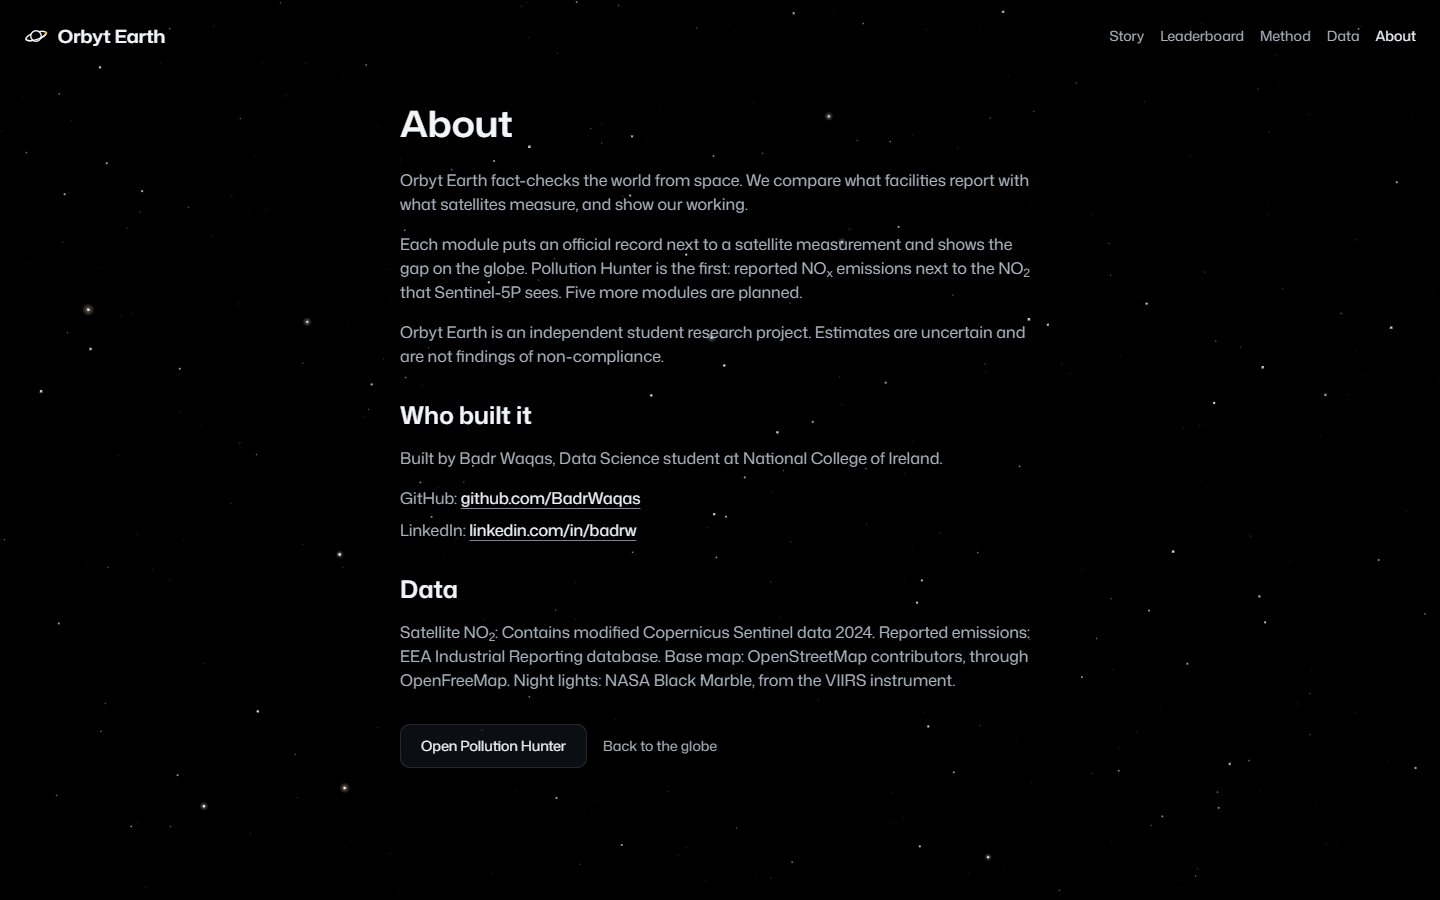 Orbyt Earth
Story Leaderboard Method Data About
About
Orbyt Earth fact-checks the world from space. We compare what facilities report with
what satellites measure, and show our working.
Each module puts an official record next to a satellite measurement and shows the
gap on the globe. Pollution Hunter is the first: reported NOx emissions next to the NO2
that Sentinel-5P sees. Five more modules are planned.
Orbyt Earth is an independent student research project. Estimates are uncertain and
are not findings of non-compliance.
Who built it
Built by Badr Waqas, Data Science student at National College of Ireland.
GitHub: github.com/BadrWaqas
LinkedIn: linkedin.com/in/badrw
Data
Satellite NO2: Contains modified Copernicus Sentinel data 2024. Reported emissions:
EEA Industrial Reporting database. Base map: OpenStreetMap contributors, through
OpenFreeMap. Night lights: NASA Black Marble, from the VIIRS instrument.
Open Pollution Hunter Back to the globe